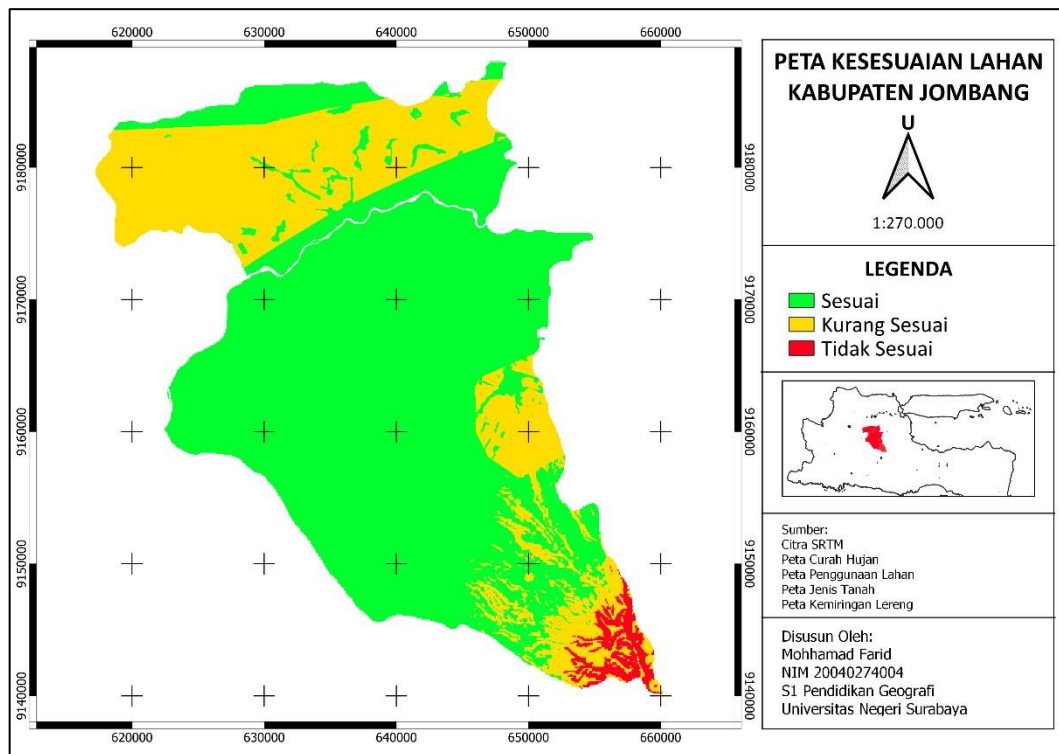 620000 630000 640000 650000 660000
9180000
9170000
9160000
9150000
9140000
9180000
9170000
9160000
9150000
9140000
620000 630000 640000 650000 660000
PETA KESESUAIAN LAHAN
KABUPATEN JOMBANG
U
1:270.000
LEGENDA
Sesuai
Kurang Sesuai
Tidak Sesuai
Sumber:
Citra SRTM
Peta Curah Hujan
Peta Penggunaan Lahan
Peta Jenis Tanah
Peta Kemiringan Lereng
Disusun Oleh:
Mohhamad Farid
NIM 20040274004
S1 Pendidikan Geografi
Universitas Negeri Surabaya